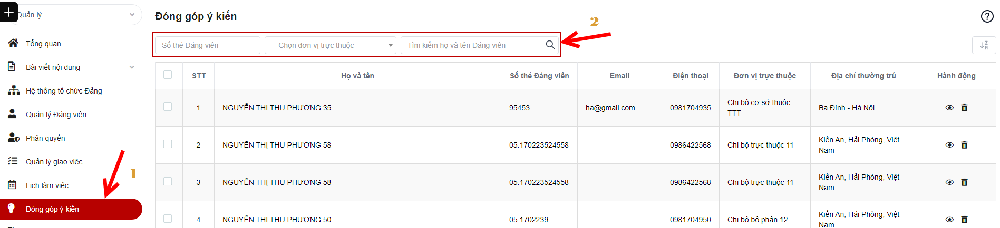 Quản lý
Tổng quan
Bài viết nội dung
Hệ thống tổ chức Đảng
Quản lý Đảng viên
Phân quyền
Quản lý giao việc
Lịch làm việc
Đóng góp ý kiến
1
Đóng góp ý kiến
2
Số thẻ Đảng viên
-- Chọn đơn vị trực thuộc --
Tìm kiếm họ và tên Đảng viên
STT Họ và tên Số thẻ Đảng viên Email Điện thoại Đơn vị trực thuộc Địa chỉ thường trú Hành động
1 NGUYỄN THỊ THU PHƯƠNG 35 95453 ha@gmail.com 0981704935 Chi bộ cơ sở thuộc
TTT
Ba Đình - Hà Nội
2 NGUYỄN THỊ THU PHƯƠNG 58 05.170223524558 0986422568 Chi bộ trực thuộc 11
Kiến An, Hải Phòng, Việt
Nam
3 NGUYỄN THỊ THU PHƯƠNG 58 05.170223524558 0986422568 Chi bộ trực thuộc 11
Kiến An, Hải Phòng, Việt
Nam
4 NGUYỄN THỊ THU PHƯƠNG 50 05.1702239 0981704950 Chi bộ bộ phận 12
Kiến An, Hải Phòng, Việt
Nam